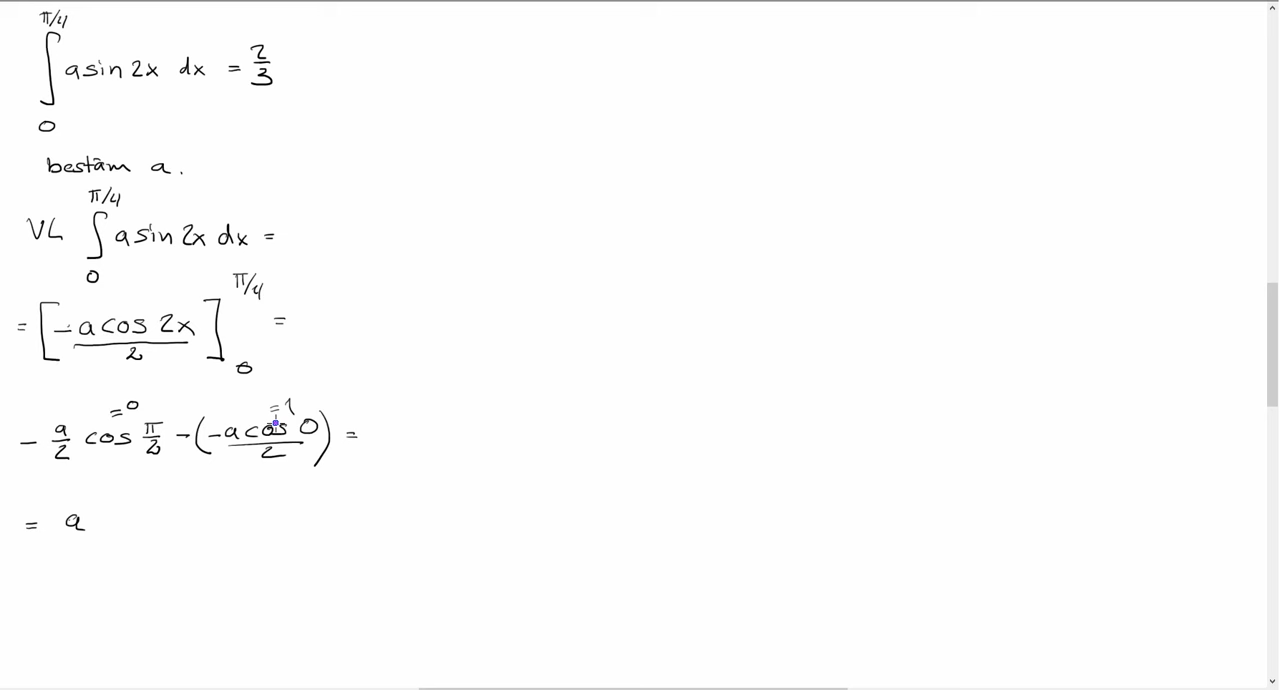 π/4
∫ a sin 2x dx = 2/3
0
bestäm a.
π/4
VL ∫ a sin 2x dx =
0
= [ -a cos 2x / 2 ] π/4 0 =
=0 =1
- a/2 cos π/2 - ( -a cos 0 / 2 ) =
= a